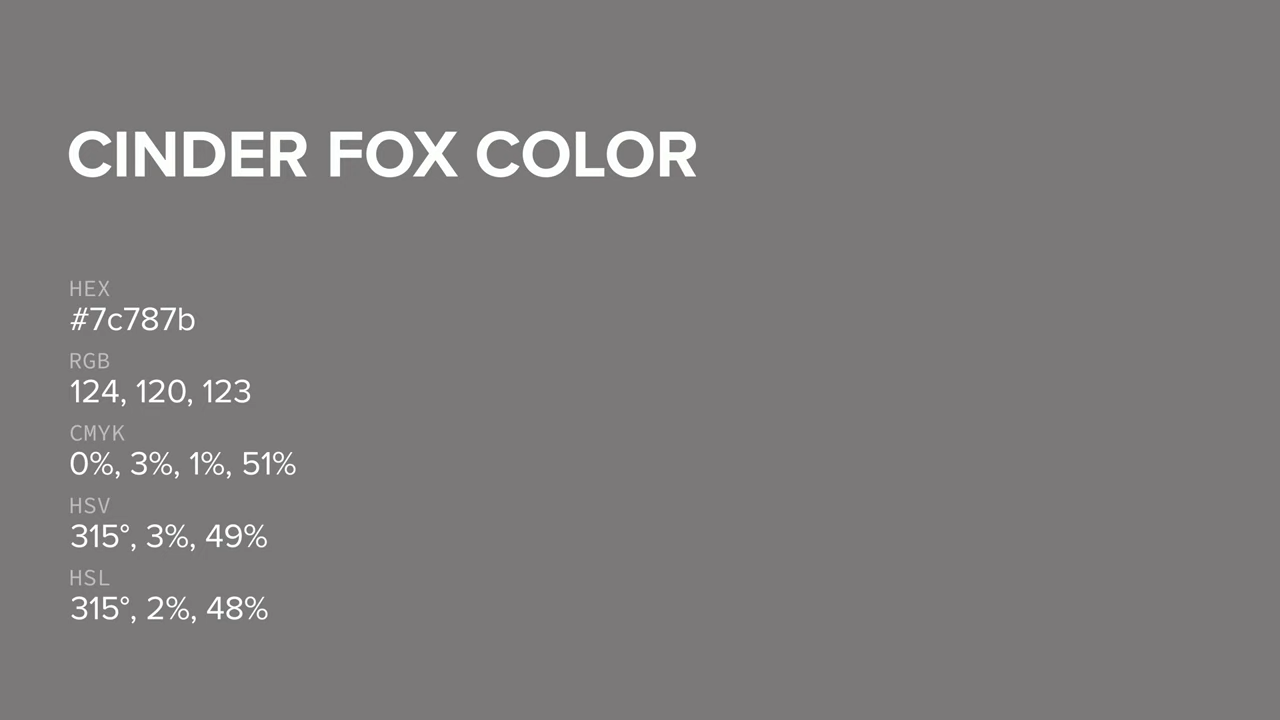 CINDER FOX COLOR
HEX
#7c787b
RGB
124, 120, 123
CMYK
0%, 3%, 1%, 51%
HSV
315°, 3%, 49%
HSL
315°, 2%, 48%